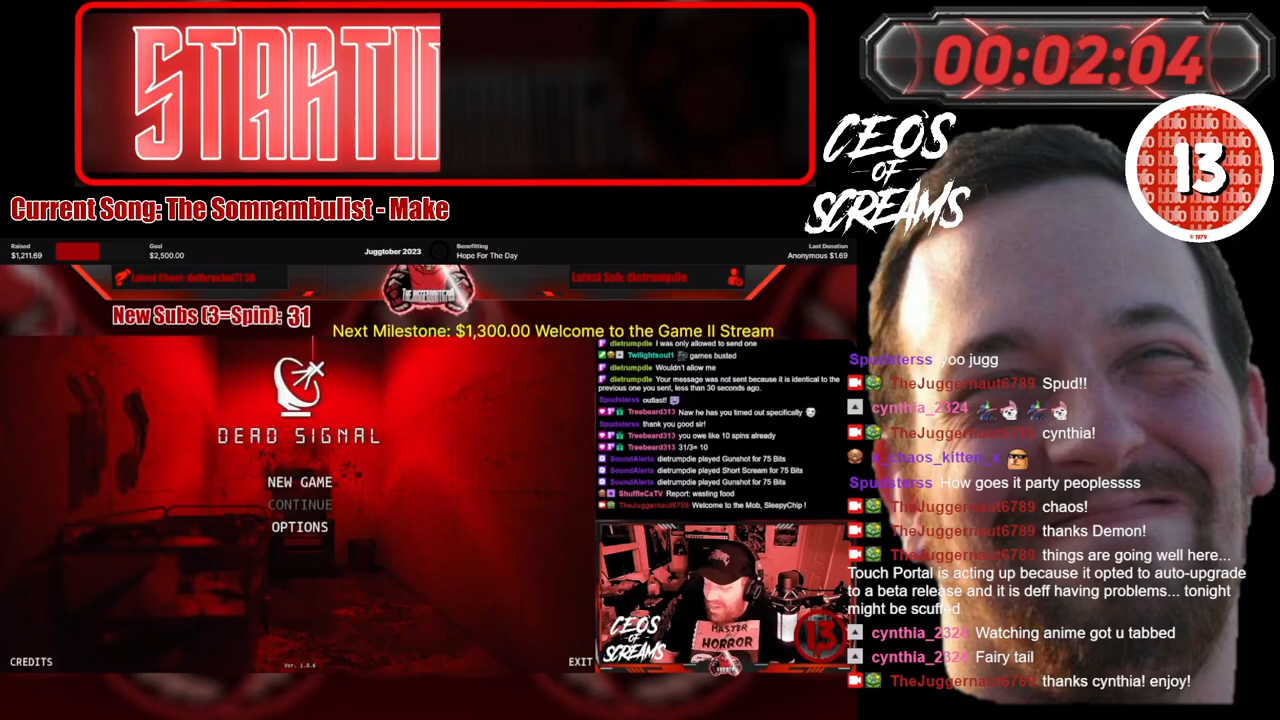 STARTI
00:02:04
CEO'S
OF
SCREAMS
13
© 1979
Current Song: The Somnambulist - Make
Raised
$1,211.69
Goal
$2,500.00
Juggtober 2023
Benefitting
Hope For The Day
Last Donation
Anonymous $1.69
Latest Sub: dietrumpdie
New Subs (3=Spin): 31
Next Milestone: $1,300.00 Welcome to the Game II Stream
DEAD SIGNAL
NEW GAME
CONTINUE
OPTIONS
CREDITS
Ver. 1.0.4
EXIT
dietrumpdie I was only allowed to send one
Twilightsoul1 games busted
dietrumpdie Wouldn't allow me
dietrumpdie Your message was not sent because it is identical to the
previous one you sent, less than 30 seconds ago.
Spudsterss outlast!
Treebeard313 Now he has you timed out specifically
Spudsterss thank you good sir!
Treebeard313 you owe like 10 spins already
Treebeard313 31/3= 10
SoundAlerts dietrumpdie played Gunshot for 75 Bits
SoundAlerts dietrumpdie played Short Scream for 75 Bits
SoundAlerts dietrumpdie played Gunshot for 75 Bits
ShuffleCaTV Report: wasting food
TheJuggernaut6789 Welcome to the Mob, SleepyChip !
CEO'S
OF
SCREAMS
MASTER
OF
HORROR
13
Spudsterss yoo jugg
TheJuggernaut6789 Spud!!
cynthia_2324
TheJuggernaut6789 cynthia!
x_chaos_kitten_x
Spudsterss How goes it party peoplessss
TheJuggernaut6789 chaos!
TheJuggernaut6789 thanks Demon!
TheJuggernaut6789 things are going well here...
Touch Portal is acting up because it opted to auto-upgrade
to a beta release and it is deff having problems... tonight
might be scuffed
cynthia_2324 Watching anime got u tabbed
cynthia_2324 Fairy tail
TheJuggernaut6789 thanks cynthia! enjoy!